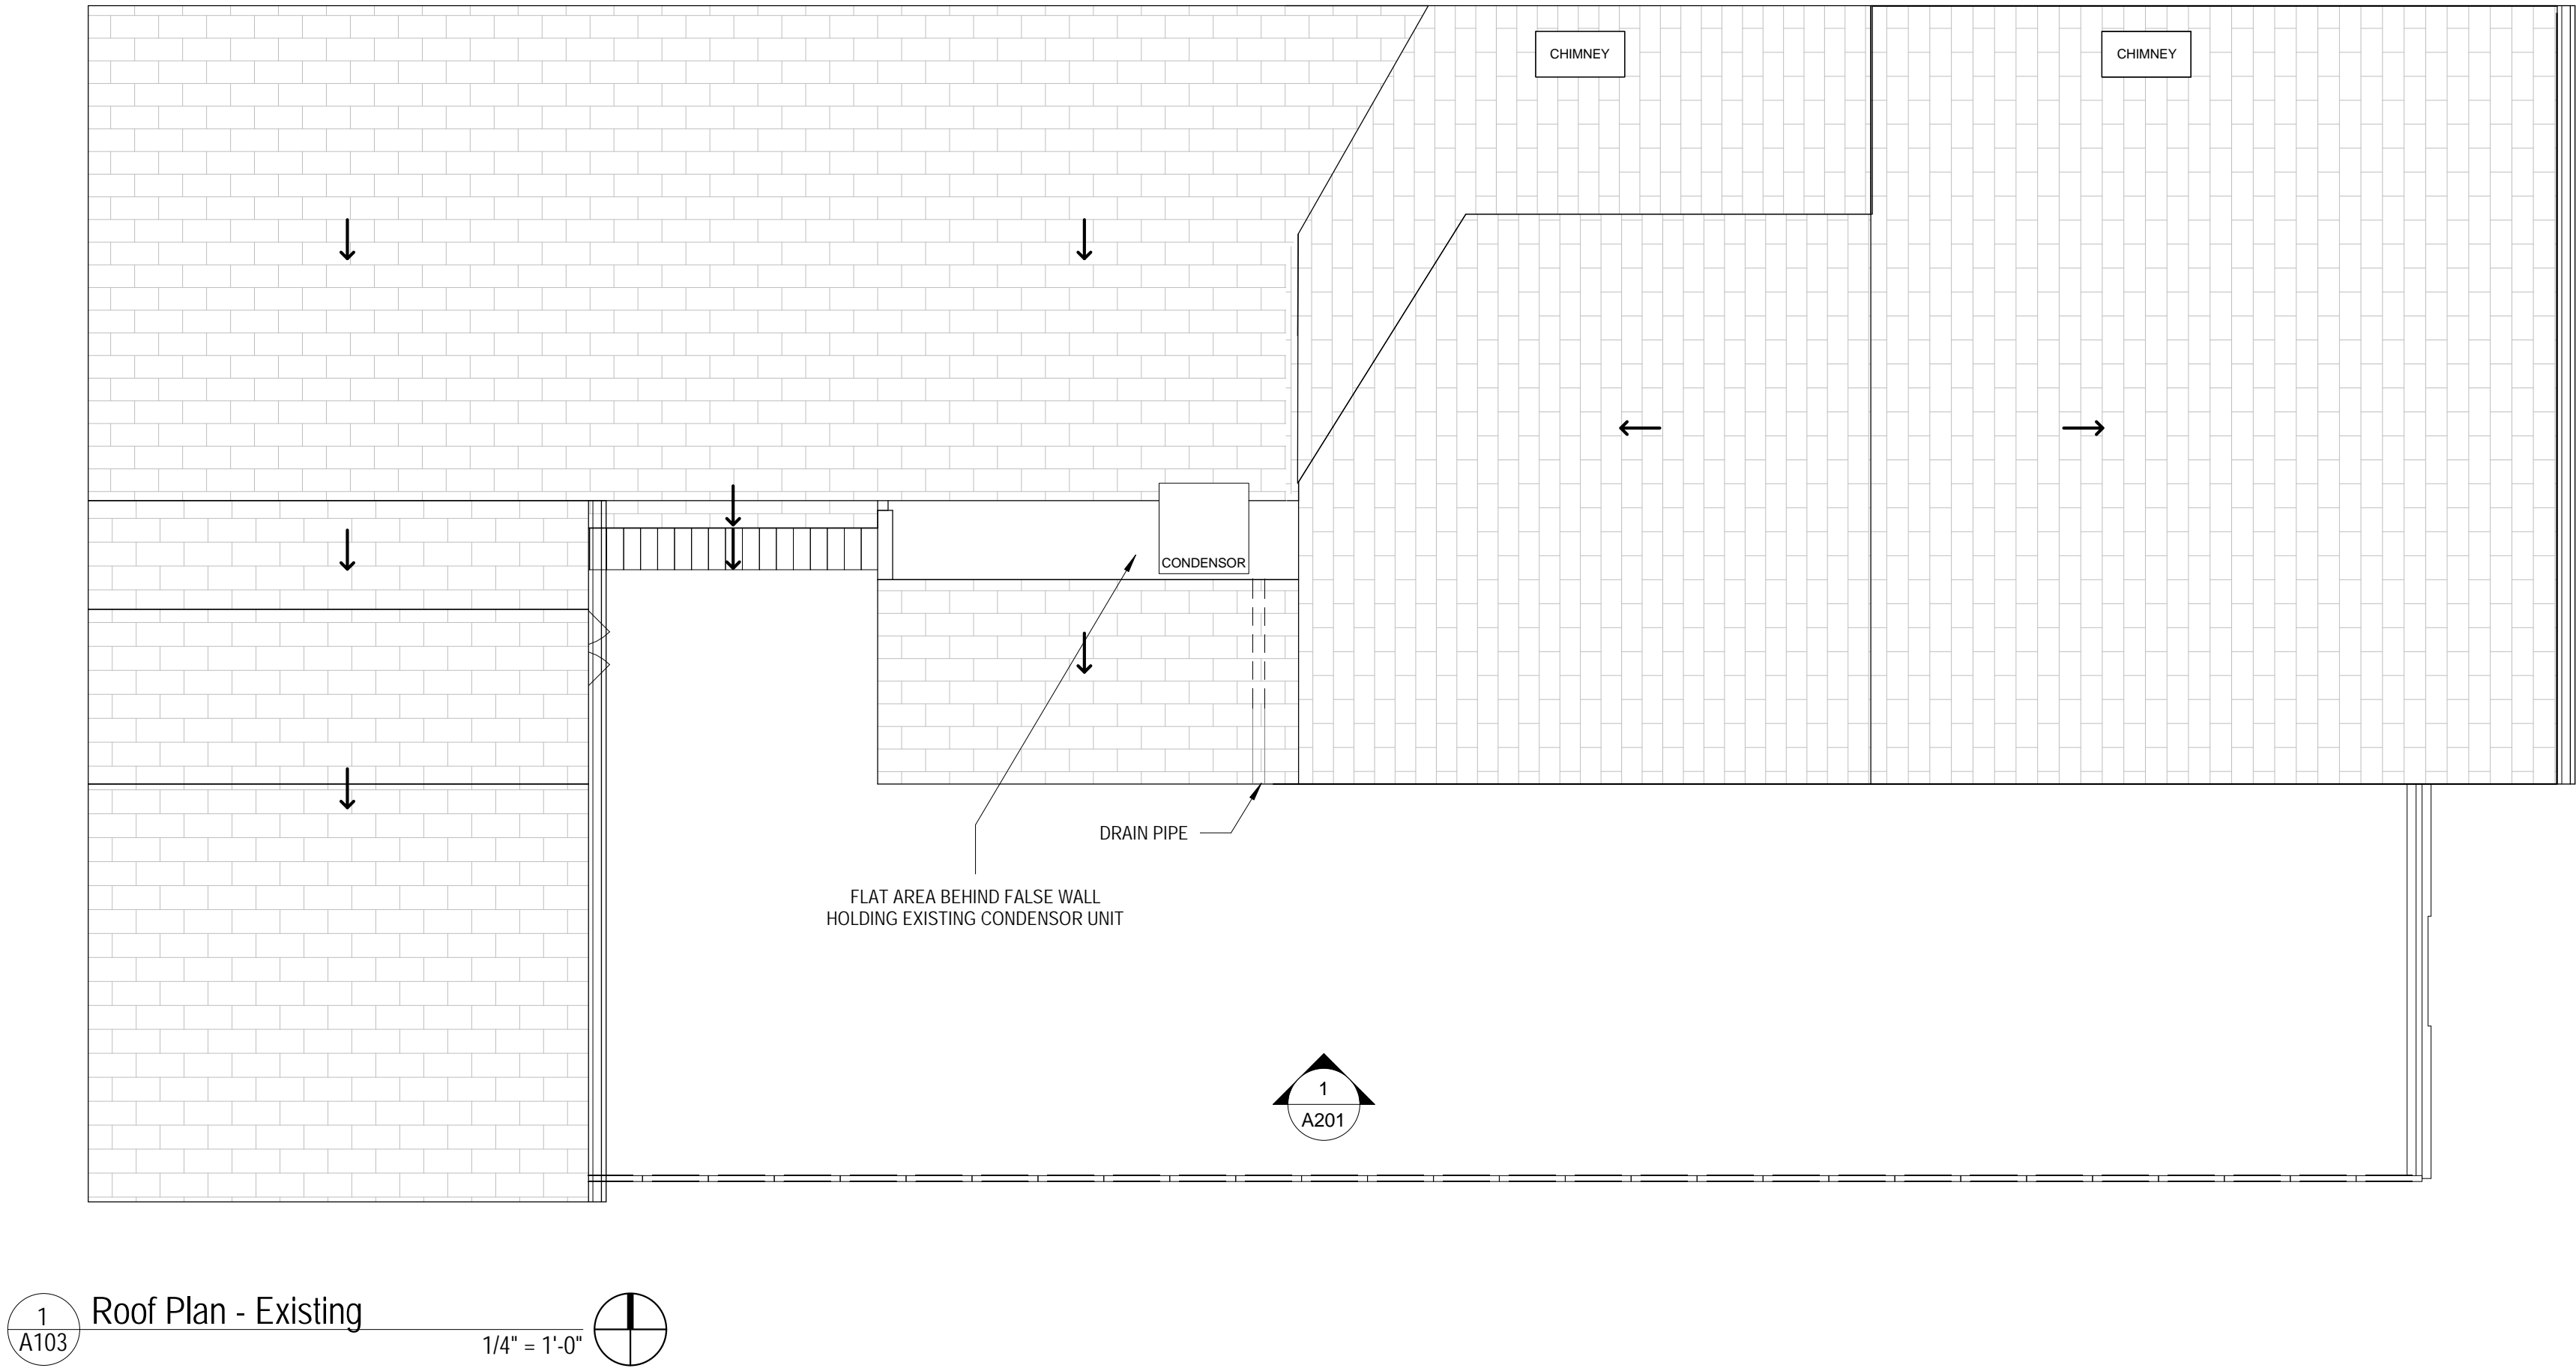 CHIMNEY
CHIMNEY
CONDENSOR
DRAIN PIPE
FLAT AREA BEHIND FALSE WALL
HOLDING EXISTING CONDENSOR UNIT
1
A201
1
A103
Roof Plan - Existing
1/4" = 1'-0"